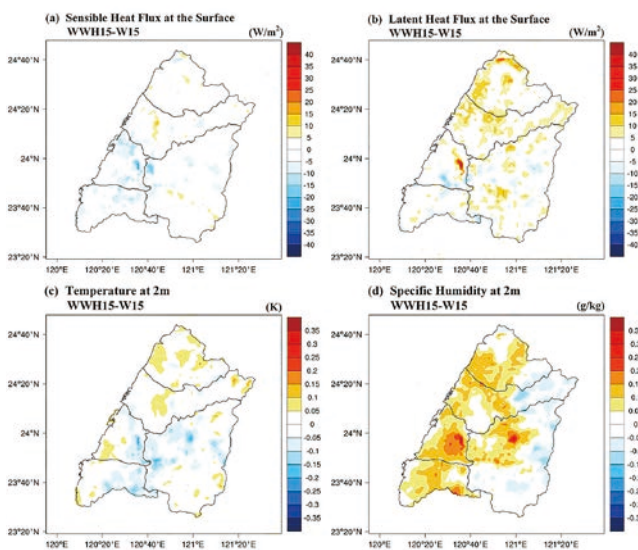 (a) Sensible Heat Flux at the Surface
WWH15-W15 (W/m²)
24°40'N
24°20'N
24°N
23°40'N
23°20'N
120°E 120°20'E 120°40'E 121°E 121°20'E
40
35
30
25
20
15
10
5
0
-5
-10
-15
-20
-25
-30
-35
-40
(b) Latent Heat Flux at the Surface
WWH15-W15 (W/m²)
24°40'N
24°20'N
24°N
23°40'N
23°20'N
120°E 120°20'E 120°40'E 121°E 121°20'E
40
35
30
25
20
15
10
5
0
-5
-10
-15
-20
-25
-30
-35
-40
(c) Temperature at 2m
WWH15-W15 (K)
24°40'N
24°20'N
24°N
23°40'N
23°20'N
120°E 120°20'E 120°40'E 121°E 121°20'E
0.35
0.3
0.25
0.2
0.15
0.1
0.05
0
-0.05
-0.1
-0.15
-0.2
-0.25
-0.3
-0.35
(d) Specific Humidity at 2m
WWH15-W15 (g/kg)
24°40'N
24°20'N
24°N
23°40'N
23°20'N
120°E 120°20'E 120°40'E 121°E 121°20'E